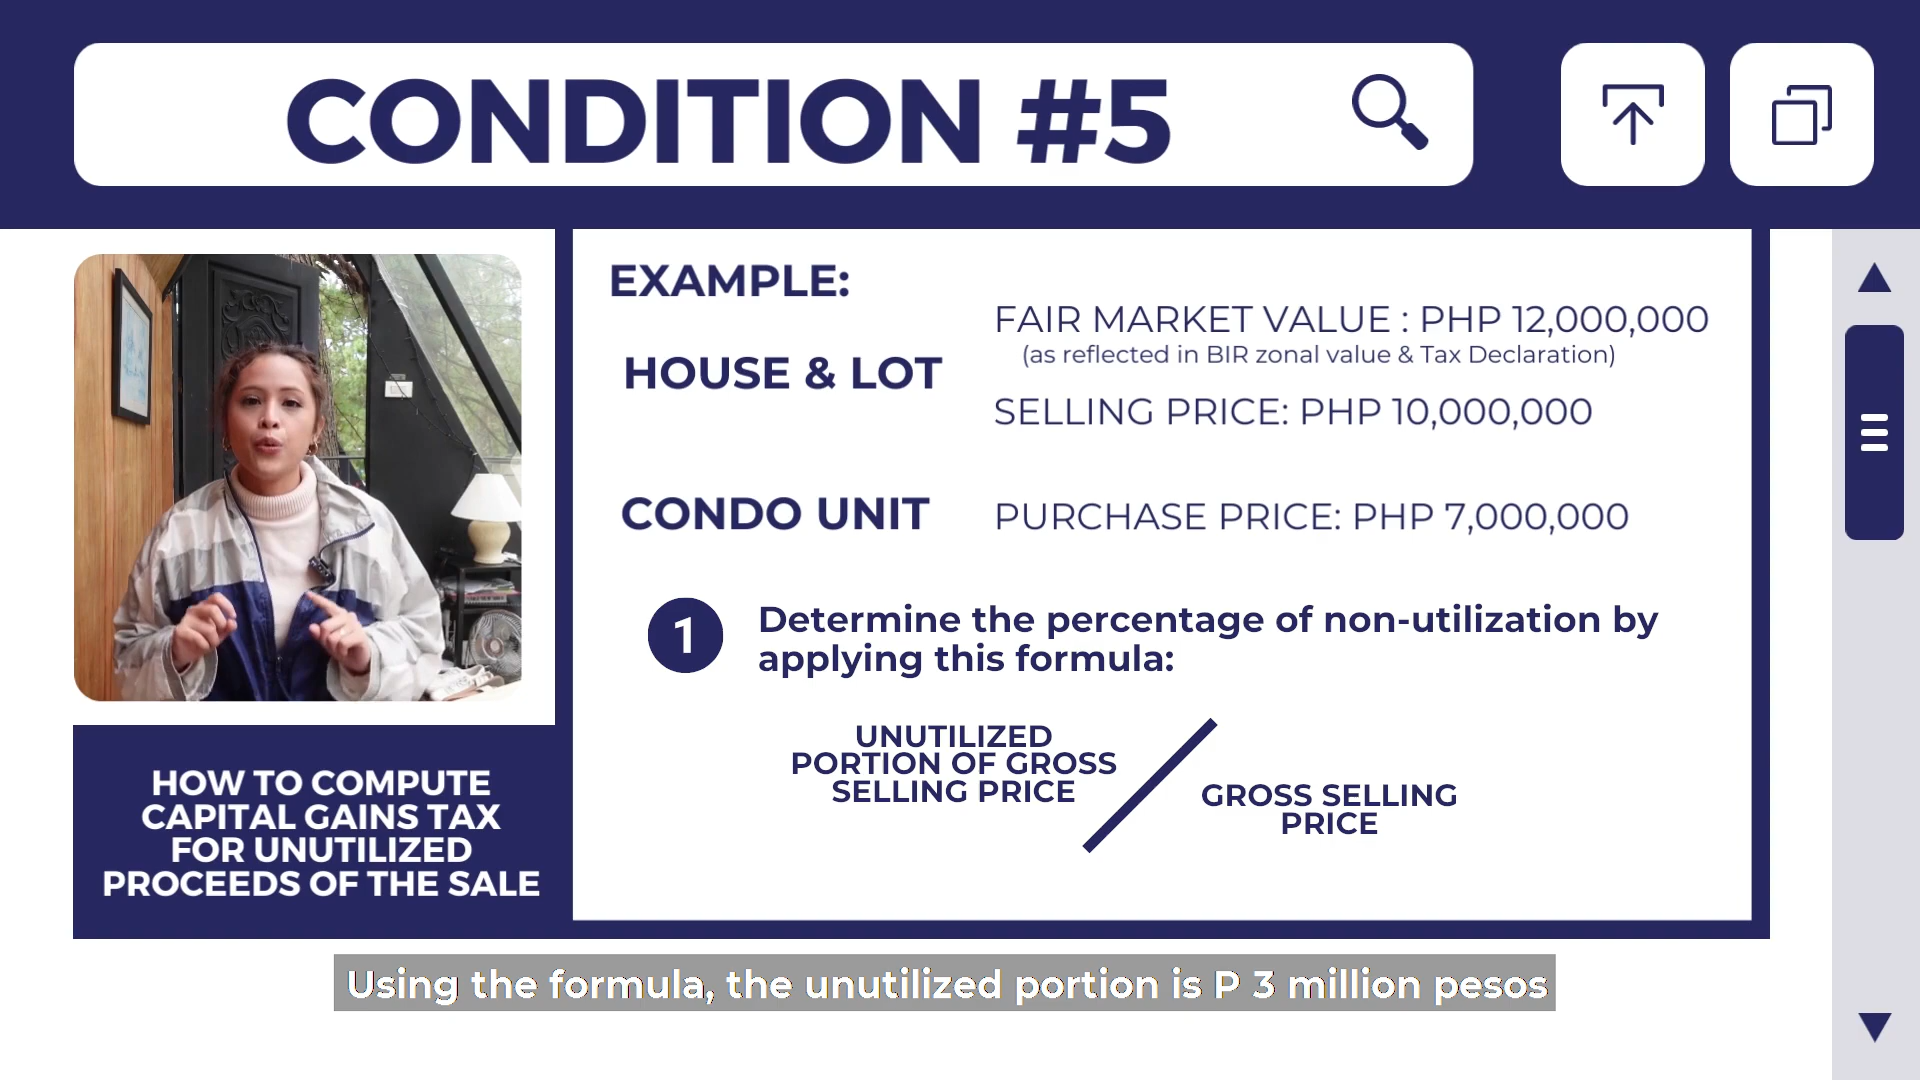 CONDITION #5
EXAMPLE:
HOUSE & LOT
FAIR MARKET VALUE : PHP 12,000,000
(as reflected in BIR zonal value & Tax Declaration)
SELLING PRICE: PHP 10,000,000
CONDO UNIT
PURCHASE PRICE: PHP 7,000,000
1
Determine the percentage of non-utilization by
applying this formula:
UNUTILIZED
PORTION OF GROSS
SELLING PRICE
GROSS SELLING
PRICE
HOW TO COMPUTE
CAPITAL GAINS TAX
FOR UNUTILIZED
PROCEEDS OF THE SALE
Using the formula, the unutilized portion is P 3 million pesos